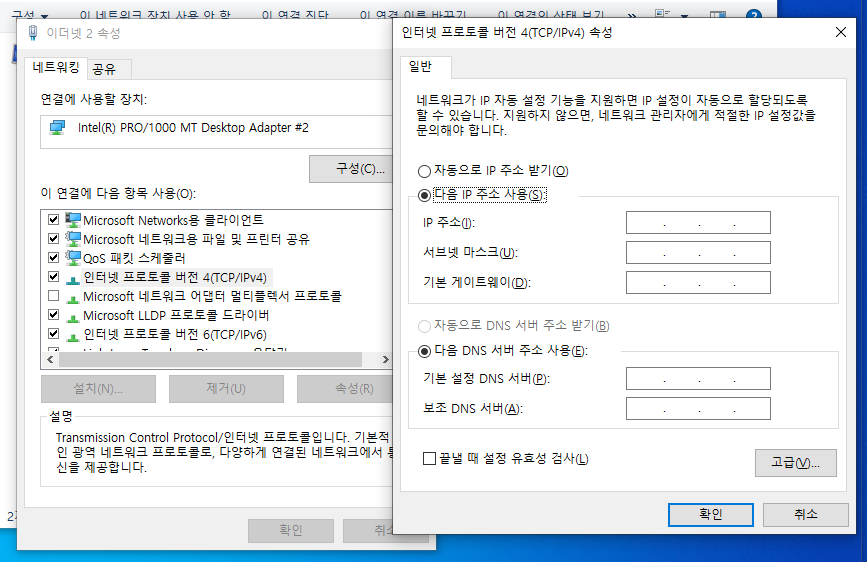 구성 이 네트워크 장치 사용 안 함 이 연결 진단 이 연결 이름 바꾸기 이 연결의 상태 보기 »
이더넷 2 속성
네트워킹 공유
연결에 사용할 장치:
Intel(R) PRO/1000 MT Desktop Adapter #2
구성(C)...
이 연결에 다음 항목 사용(O):
Microsoft Networks용 클라이언트
Microsoft 네트워크용 파일 및 프린터 공유
QoS 패킷 스케줄러
인터넷 프로토콜 버전 4(TCP/IPv4)
Microsoft 네트워크 어댑터 멀티플렉서 프로토콜
Microsoft LLDP 프로토콜 드라이버
인터넷 프로토콜 버전 6(TCP/IPv6)
설치(N)... 제거(U) 속성(R)
설명
Transmission Control Protocol/인터넷 프로토콜입니다. 기본적
인 광역 네트워크 프로토콜로, 다양하게 연결된 네트워크에서 통
신을 제공합니다.
확인 취소
인터넷 프로토콜 버전 4(TCP/IPv4) 속성
일반
네트워크가 IP 자동 설정 기능을 지원하면 IP 설정이 자동으로 할당되도록
할 수 있습니다. 지원하지 않으면, 네트워크 관리자에게 적절한 IP 설정값을
문의해야 합니다.
자동으로 IP 주소 받기(O)
다음 IP 주소 사용(S):
IP 주소(I):
서브넷 마스크(U):
기본 게이트웨이(D):
자동으로 DNS 서버 주소 받기(B)
다음 DNS 서버 주소 사용(E):
기본 설정 DNS 서버(P):
보조 DNS 서버(A):
끝낼 때 설정 유효성 검사(L)
고급(V)...
확인 취소